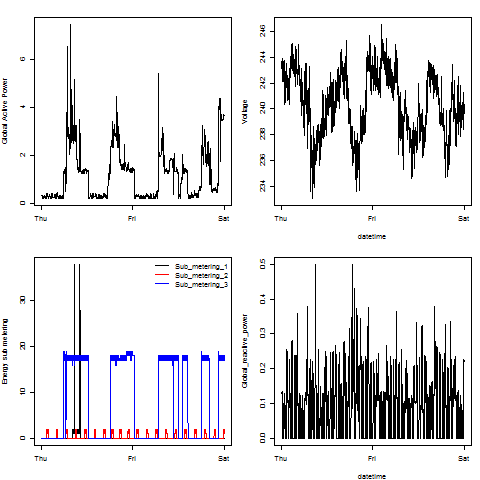 Global Active Power
0 2 4 6
Thu Fri Sat
Voltage
234 236 238 240 242 244 246
Thu Fri Sat
datetime
Energy sub metering
0 10 20 30
Sub_metering_1
Sub_metering_2
Sub_metering_3
Thu Fri Sat
Global_reactive_power
0.0 0.1 0.2 0.3 0.4 0.5
Thu Fri Sat
datetime